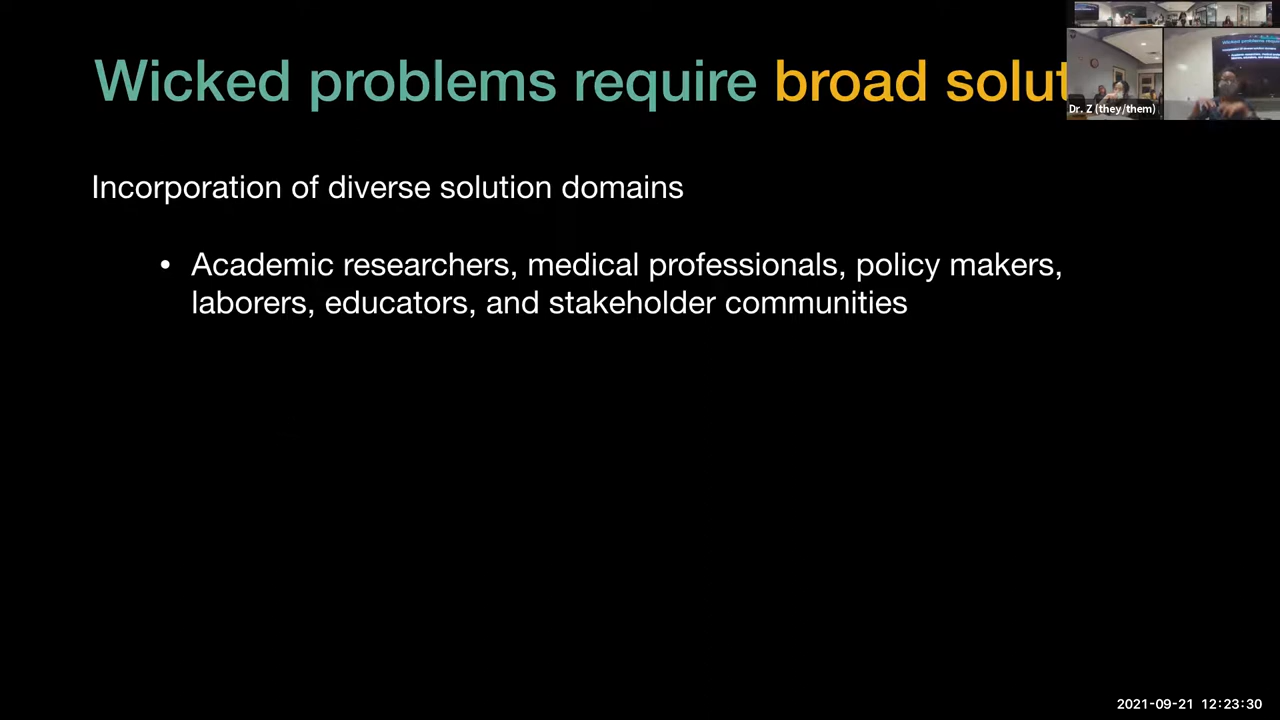 Wicked problems require broad solut
Dr. Z (they/them)
Incorporation of diverse solution domains
• Academic researchers, medical professionals, policy makers,
laborers, educators, and stakeholder communities
2021-09-21 12:23:30